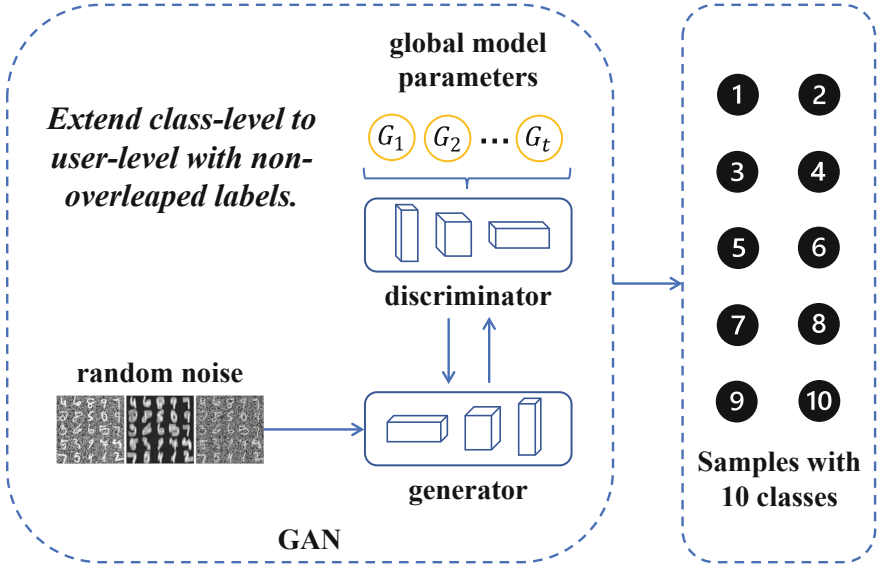 global model
parameters
Extend class-level to
user-level with non-
overleaped labels.
G₁ G₂ ··· Gₜ
discriminator
random noise
generator
GAN
1 2
3 4
5 6
7 8
9 10
Samples with
10 classes